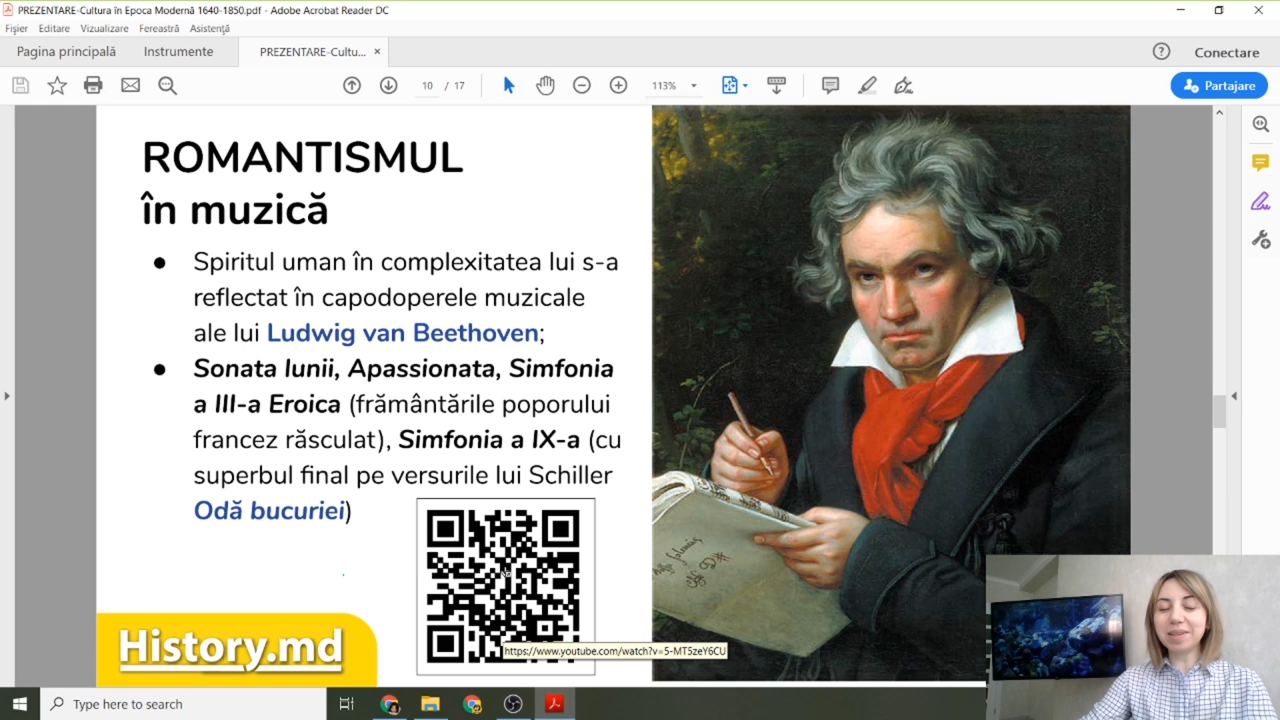 PREZENTARE-Cultura în Epoca Modernă 1640-1850.pdf - Adobe Acrobat Reader DC
Fișier Editare Vizualizare Fereastră Asistență
Pagina principală Instrumente PREZENTARE-Cultu... × Conectare
10 / 17 113% Partajare
ROMANTISMUL
în muzică
● Spiritul uman în complexitatea lui s-a
reflectat în capodoperele muzicale
ale lui Ludwig van Beethoven;
● Sonata lunii, Apassionata, Simfonia
a III-a Eroica (frământările poporului
francez răsculat), Simfonia a IX-a (cu
superbul final pe versurile lui Schiller
Odă bucuriei)
https://www.youtube.com/watch?v=5-MT5zeY6CU
History.md
Type here to search